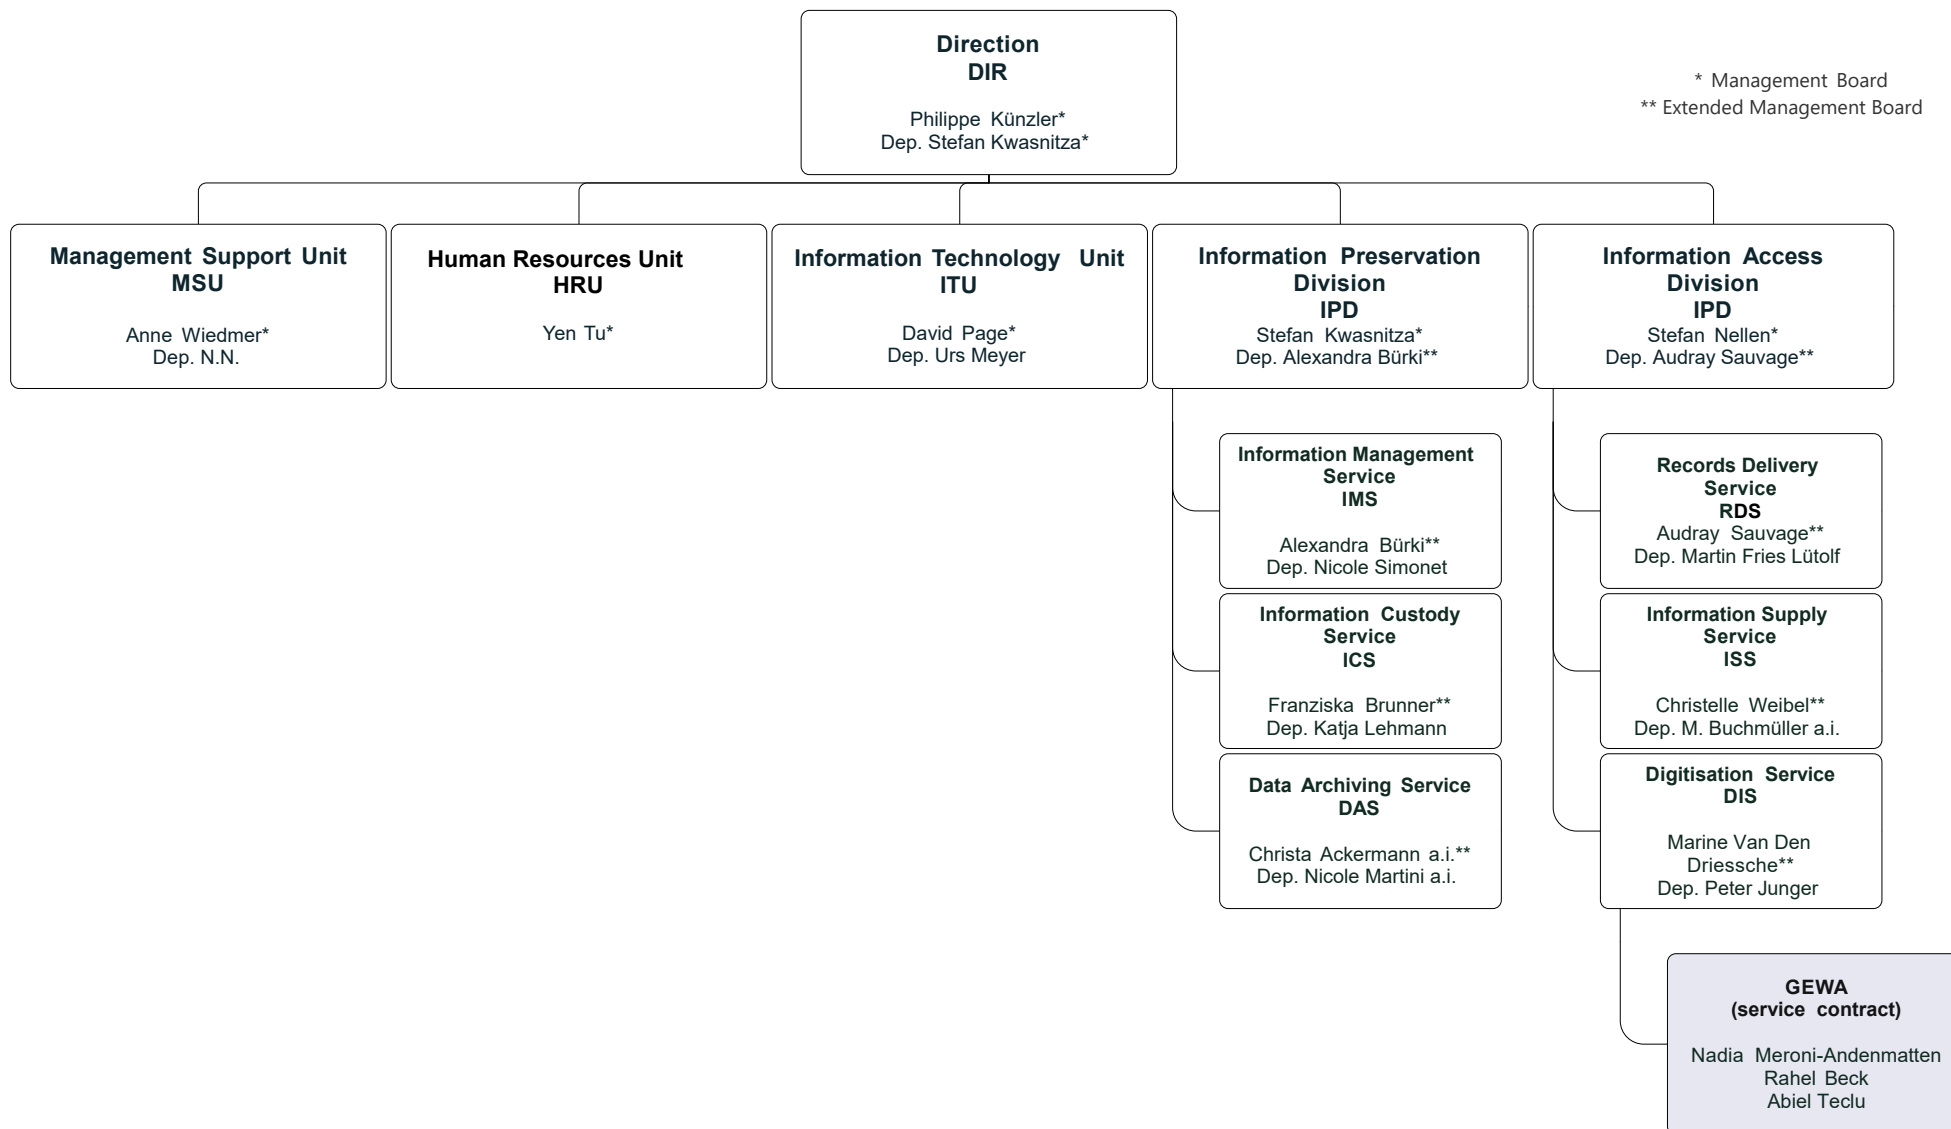 Direction
DIR
Philippe Künzler*
Dep. Stefan Kwasnitza*
* Management Board
** Extended Management Board
Management Support Unit
MSU
Anne Wiedmer*
Dep. N.N.
Human Resources Unit
HRU
Yen Tu*
Information Technology Unit
ITU
David Page*
Dep. Urs Meyer
Information Preservation
Division
IPD
Stefan Kwasnitza*
Dep. Alexandra Bürki**
Information Access
Division
IPD
Stefan Nellen*
Dep. Audray Sauvage**
Information Management
Service
IMS
Alexandra Bürki**
Dep. Nicole Simonet
Information Custody
Service
ICS
Franziska Brunner**
Dep. Katja Lehmann
Data Archiving Service
DAS
Christa Ackermann a.i.**
Dep. Nicole Martini a.i.
Records Delivery
Service
RDS
Audray Sauvage**
Dep. Martin Fries Lütolf
Information Supply
Service
ISS
Christelle Weibel**
Dep. M. Buchmüller a.i.
Digitisation Service
DIS
Marine Van Den
Driessche**
Dep. Peter Junger
GEWA
(service contract)
Nadia Meroni-Andenmatten
Rahel Beck
Abiel Teclu